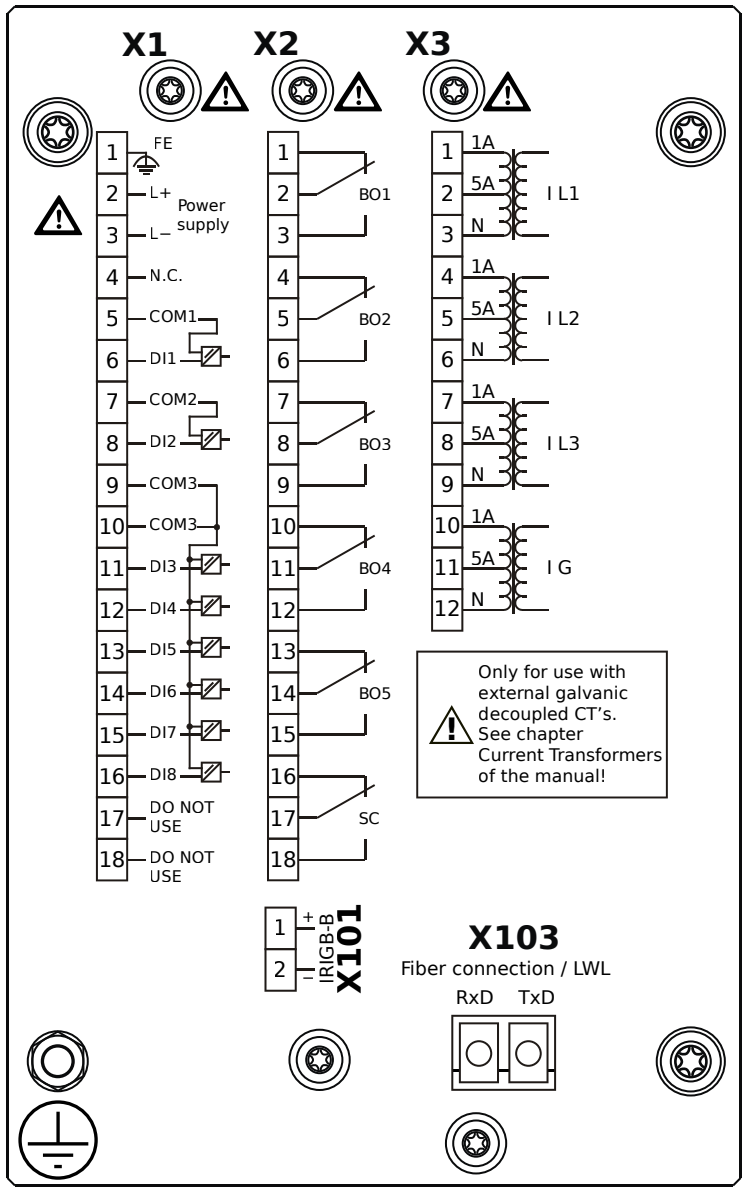 X1
X2
X3
1
FE
2
L+
Power
supply
3
L−
4
N.C.
5
COM1
6
DI1
7
COM2
8
DI2
9
COM3
10
COM3
11
DI3
12
DI4
13
DI5
14
DI6
15
DI7
16
DI8
17
DO NOT
USE
18
DO NOT
USE
1
2
BO1
3
4
5
BO2
6
7
8
BO3
9
10
11
BO4
12
13
14
BO5
15
16
17
SC
18
1
1A
2
5A
I L1
3
N
4
1A
5
5A
I L2
6
N
7
1A
8
5A
I L3
9
N
10
1A
11
5A
I G
12
N
!
!
!
!
!
Only for use with
external galvanic
decoupled CT’s.
See chapter
Current Transformers
of the manual!
1
+
2
−
IRIGB-B
X101
X103
Fiber connection / LWL
RxD TxD